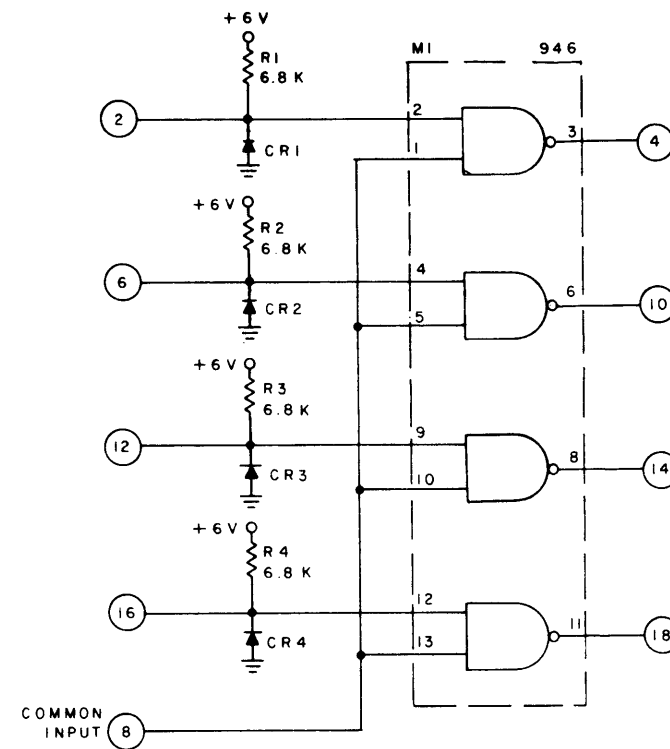 +6V
R1
6.8K
M1 946
2
2
1
3
4
CR1
+6V
R2
6.8K
6
4
5
6
10
CR2
+6V
R3
6.8K
12
9
10
8
14
CR3
+6V
R4
6.8K
16
12
13
11
18
CR4
COMMON
INPUT
8